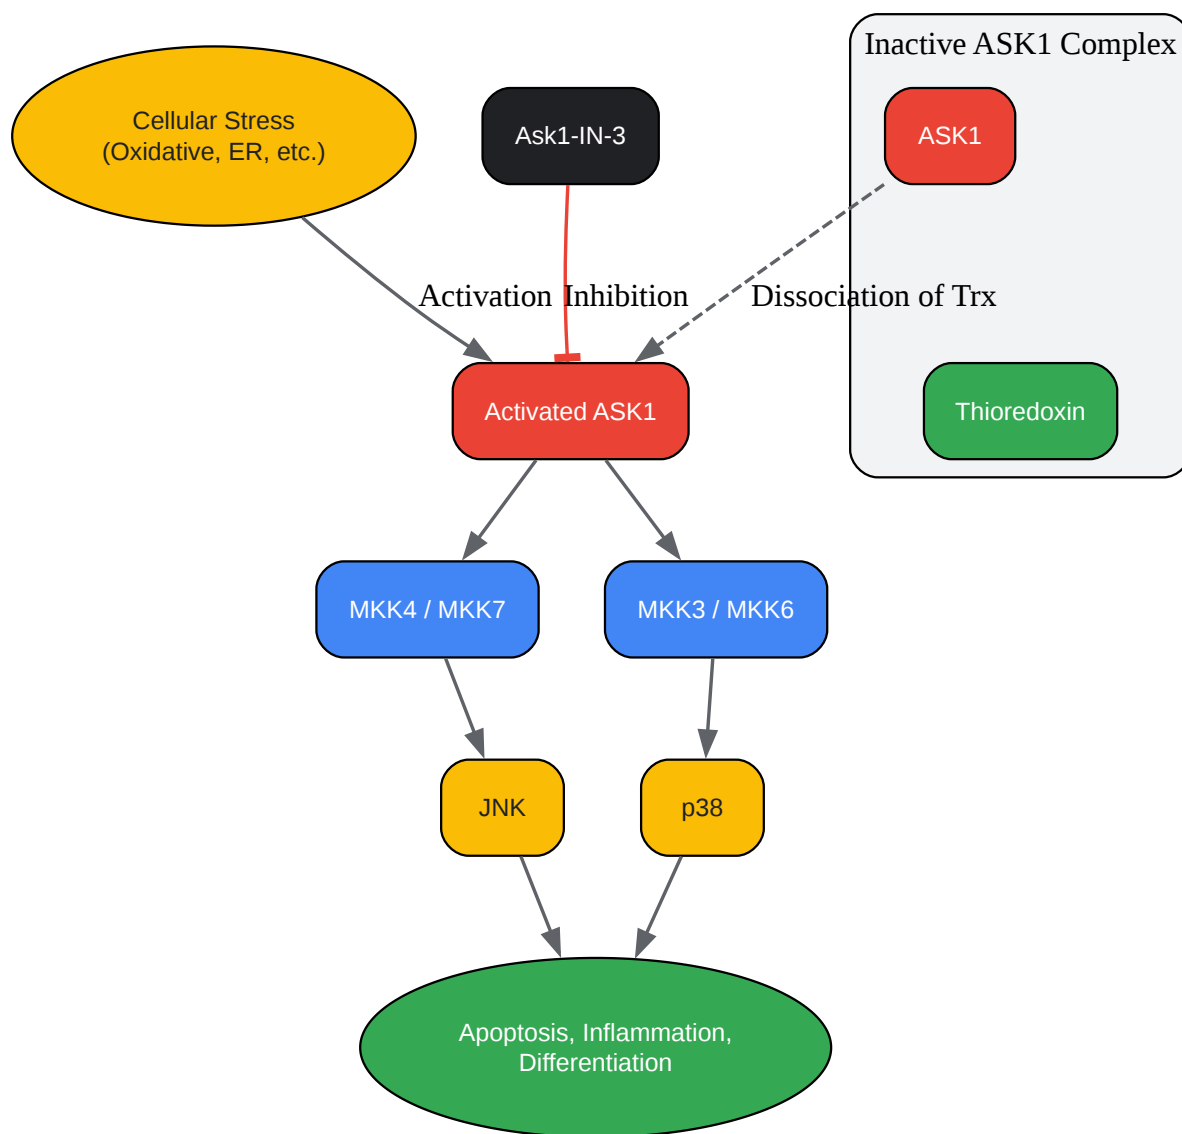 Inactive ASK1 Complex
Cellular Stress
(Oxidative, ER, etc.)
Ask1-IN-3
ASK1
Activation
Inhibition
Dissociation of Trx
Activated ASK1
Thioredoxin
MKK4 / MKK7
MKK3 / MKK6
JNK
p38
Apoptosis, Inflammation,
Differentiation